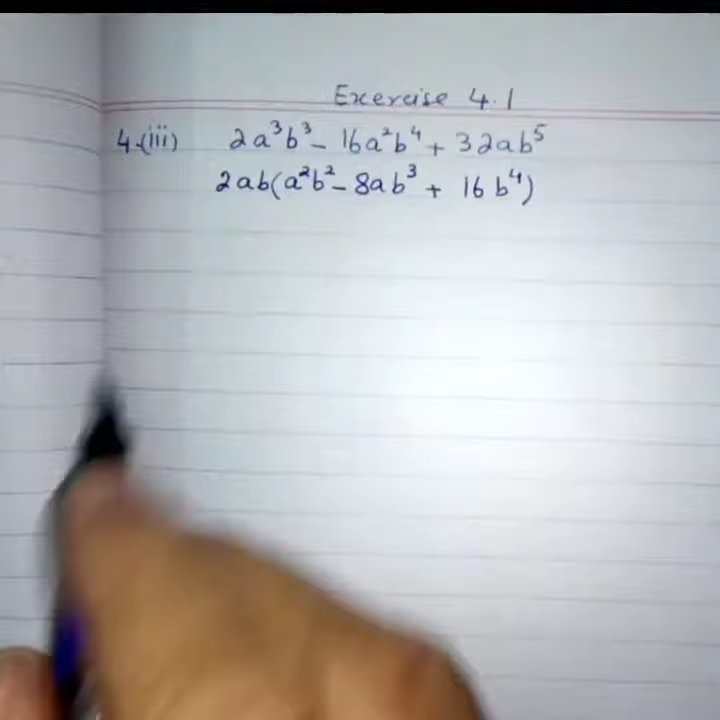 Exercise 4.1
4.(iii) 2a³b³ - 16a²b⁴ + 32ab⁵
2ab(a²b² - 8ab³ + 16b⁴)